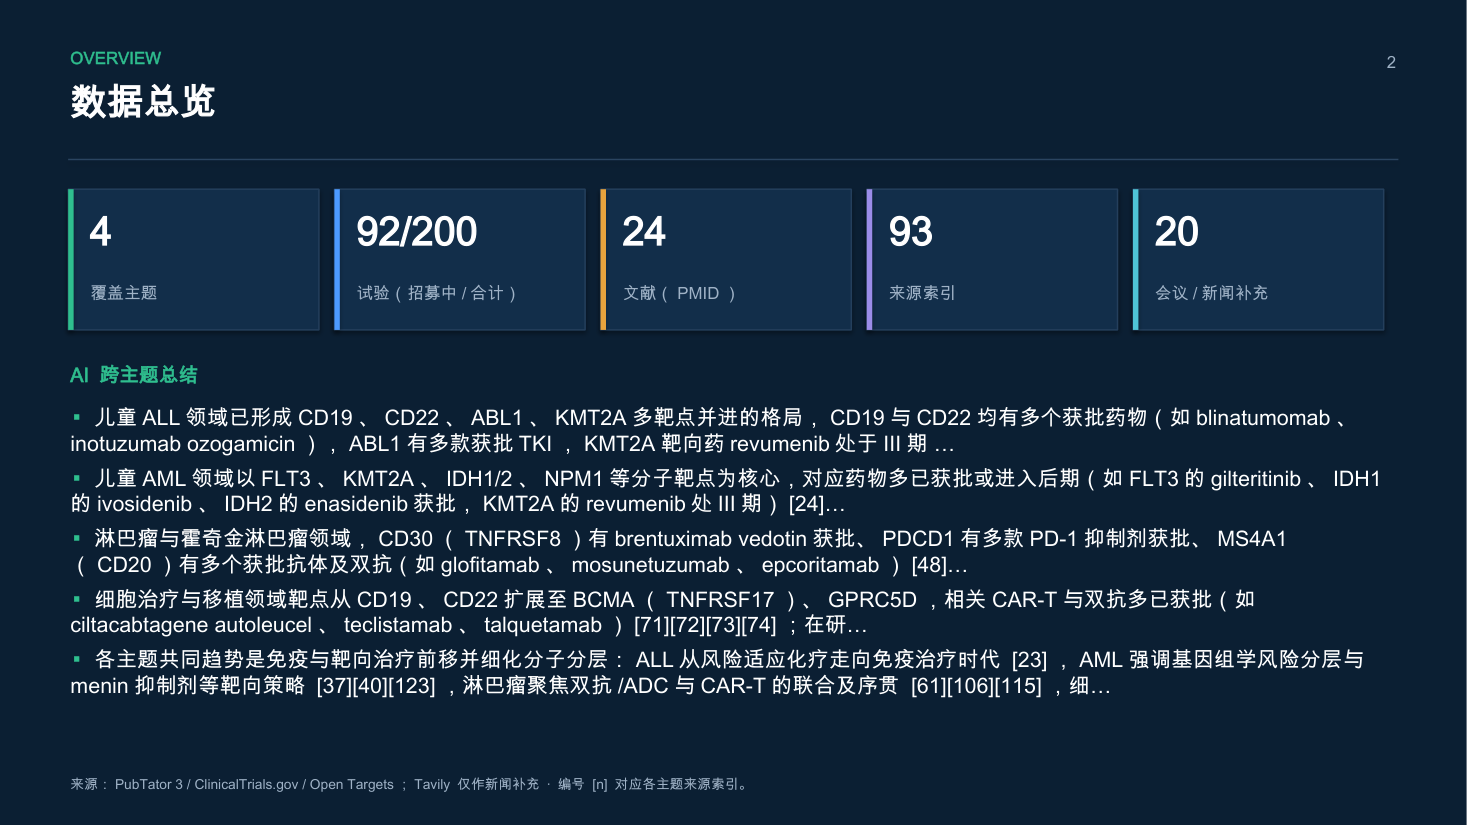 OVERVIEW
2
数据总览
4
覆盖主题
92/200
试验（招募中 / 合计）
24
文献（ PMID ）
93
来源索引
20
会议 / 新闻补充
AI 跨主题总结
▪ 儿童 ALL 领域已形成 CD19 、 CD22 、 ABL1 、 KMT2A 多靶点并进的格局， CD19 与 CD22 均有多个获批药物（如 blinatumomab 、
inotuzumab ozogamicin ），ABL1 有多款获批 TKI ， KMT2A 靶向药 revumenib 处于 III 期 …
▪ 儿童 AML 领域以 FLT3 、 KMT2A 、 IDH1/2 、 NPM1 等分子靶点为核心，对应药物多已获批或进入后期（如 FLT3 的 gilteritinib 、 IDH1
的 ivosidenib 、 IDH2 的 enasidenib 获批， KMT2A 的 revumenib 处 III 期） [24]…
▪ 淋巴瘤与霍奇金淋巴瘤领域， CD30 （ TNFRSF8 ）有 brentuximab vedotin 获批、 PDCD1 有多款 PD-1 抑制剂获批、 MS4A1
（ CD20 ）有多个获批抗体及双抗（如 glofitamab 、 mosunetuzumab 、 epcoritamab ） [48]…
▪ 细胞治疗与移植领域靶点从 CD19 、 CD22 扩展至 BCMA （ TNFRSF17 ）、 GPRC5D ，相关 CAR-T 与双抗多已获批（如
ciltacabtagene autoleucel 、 teclistamab 、 talquetamab ） [71][72][73][74] ；在研…
▪ 各主题共同趋势是免疫与靶向治疗前移并细化分子分层： ALL 从风险适应化疗走向免疫治疗时代 [23] ， AML 强调基因组学风险分层与
menin 抑制剂等靶向策略 [37][40][123] ，淋巴瘤聚焦双抗 /ADC 与 CAR-T 的联合及序贯 [61][106][115] ，细…
来源： PubTator 3 / ClinicalTrials.gov / Open Targets ； Tavily 仅作新闻补充 · 编号 [n] 对应各主题来源索引。